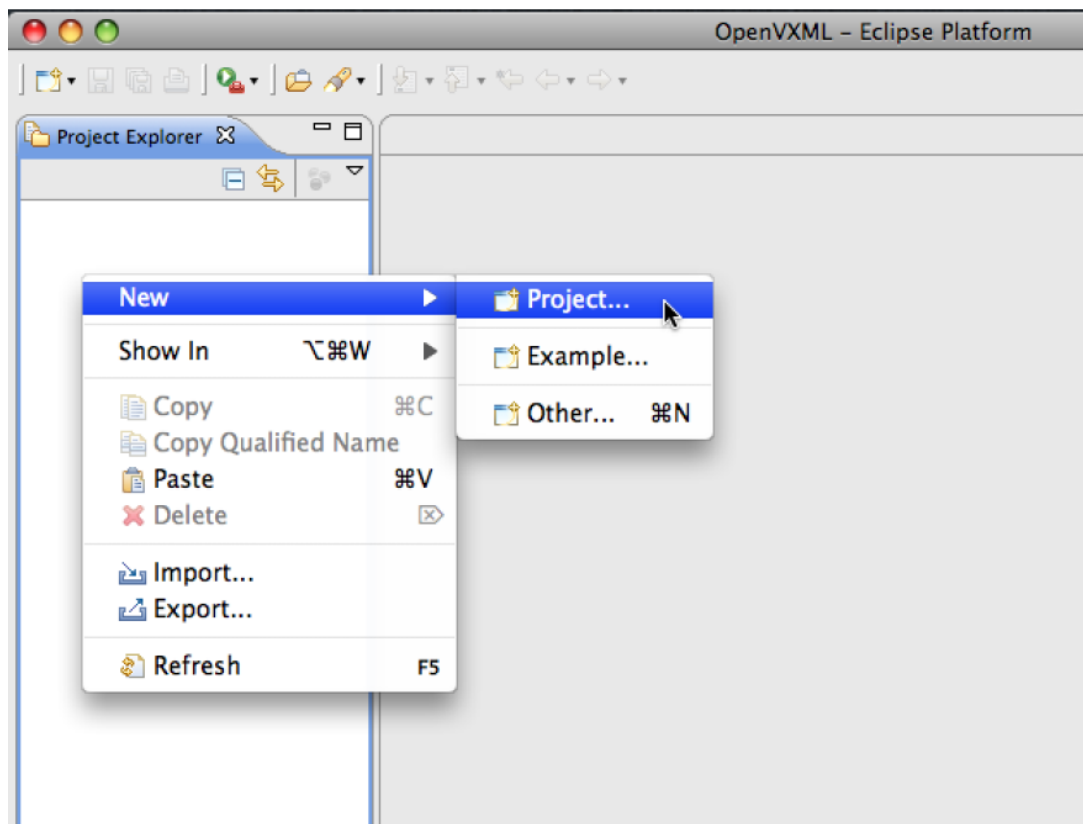 OpenVXML – Eclipse Platform
Project Explorer
New
Project...
Show In ⌥⌘W
Example...
Copy ⌘C
Other... ⌘N
Copy Qualified Name
Paste ⌘V
Delete ⌦
Import...
Export...
Refresh F5